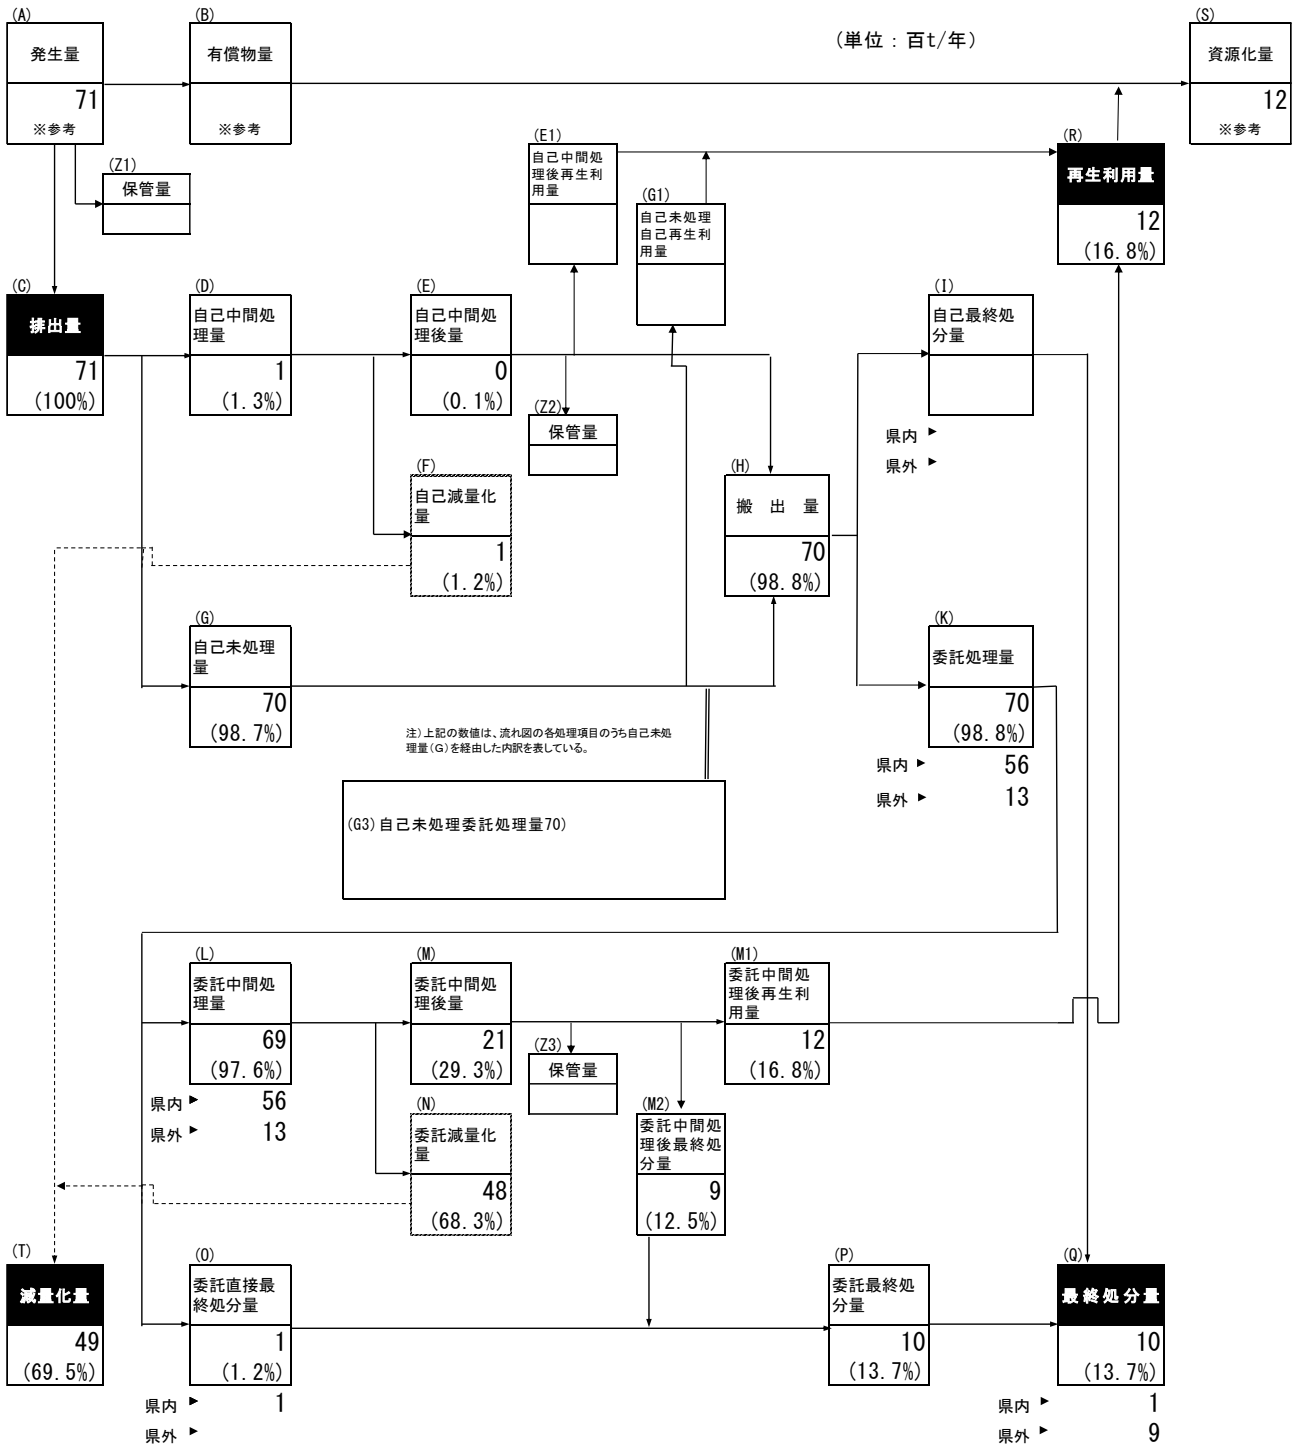 (A)
発生量
71
※参考
(B)
有償物量
※参考
(単位：百t/年)
(S)
資源化量
12
※参考
(Z1)
保管量
(E1)
自己中間処
理後再生利
用量
(G1)
自己未処理
自己再生利
用量
(R)
再生利用量
12
(16.8%)
(C)
排出量
71
(100%)
(D)
自己中間処
理量
1
(1.3%)
(E)
自己中間処
理後量
0
(0.1%)
(Z2)
保管量
(I)
自己最終処
分量
県内 ►
県外 ►
(F)
自己減量化
量
1
(1.2%)
(H)
搬 出 量
70
(98.8%)
(G)
自己未処理
量
70
(98.7%)
(K)
委託処理量
70
(98.8%)
県内 ► 56
県外 ► 13
注）上記の数値は、流れ図の各処理項目のうち自己未処
理量(G)を経由した内訳を表している。
(G3)自己未処理委託処理量70)
(L)
委託中間処
理量
69
(97.6%)
県内 ► 56
県外 ► 13
(M)
委託中間処
理後量
21
(29.3%)
(Z3)
保管量
(M1)
委託中間処
理後再生利
用量
12
(16.8%)
(N)
委託減量化
量
48
(68.3%)
(M2)
委託中間処
理後最終処
分量
9
(12.5%)
(T)
減量化量
49
(69.5%)
(O)
委託直接最
終処分量
1
(1.2%)
県内 ► 1
県外 ►
(P)
委託最終処
分量
10
(13.7%)
(Q)
最終処分量
10
(13.7%)
県内 ► 1
県外 ► 9